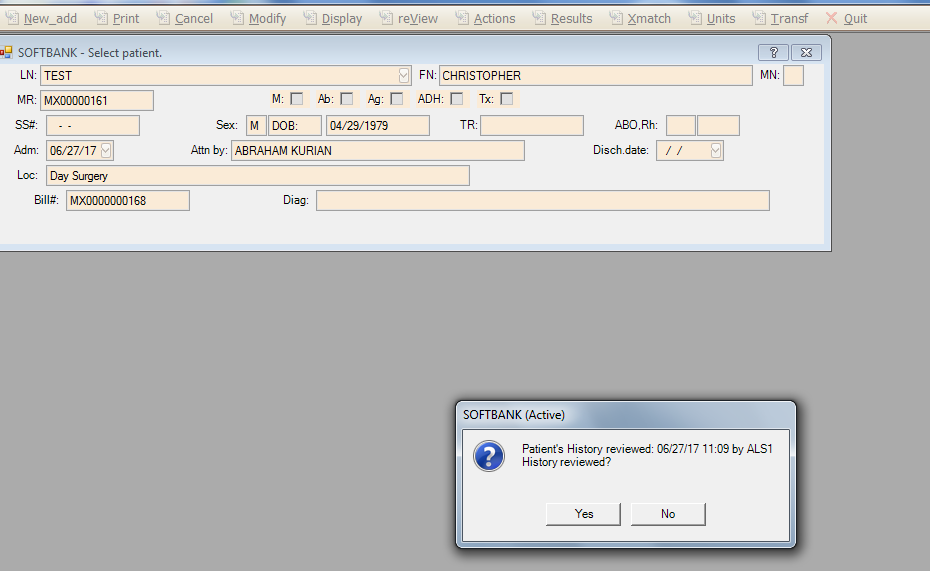 New_add Print Cancel Modify Display reView Actions Results Xmatch Units Transf Quit
SOFTBANK - Select patient. ?
LN: TEST FN: CHRISTOPHER MN:
MR: MX00000161 M: Ab: Ag: ADH: Tx:
SS#: - - Sex: M DOB: 04/29/1979 TR: ABO,Rh:
Adm: 06/27/17 Attn by: ABRAHAM KURIAN Disch.date: / /
Loc: Day Surgery
Bill#: MX0000000168 Diag:
SOFTBANK (Active)
Patient's History reviewed: 06/27/17 11:09 by ALS1
History reviewed?
Yes No